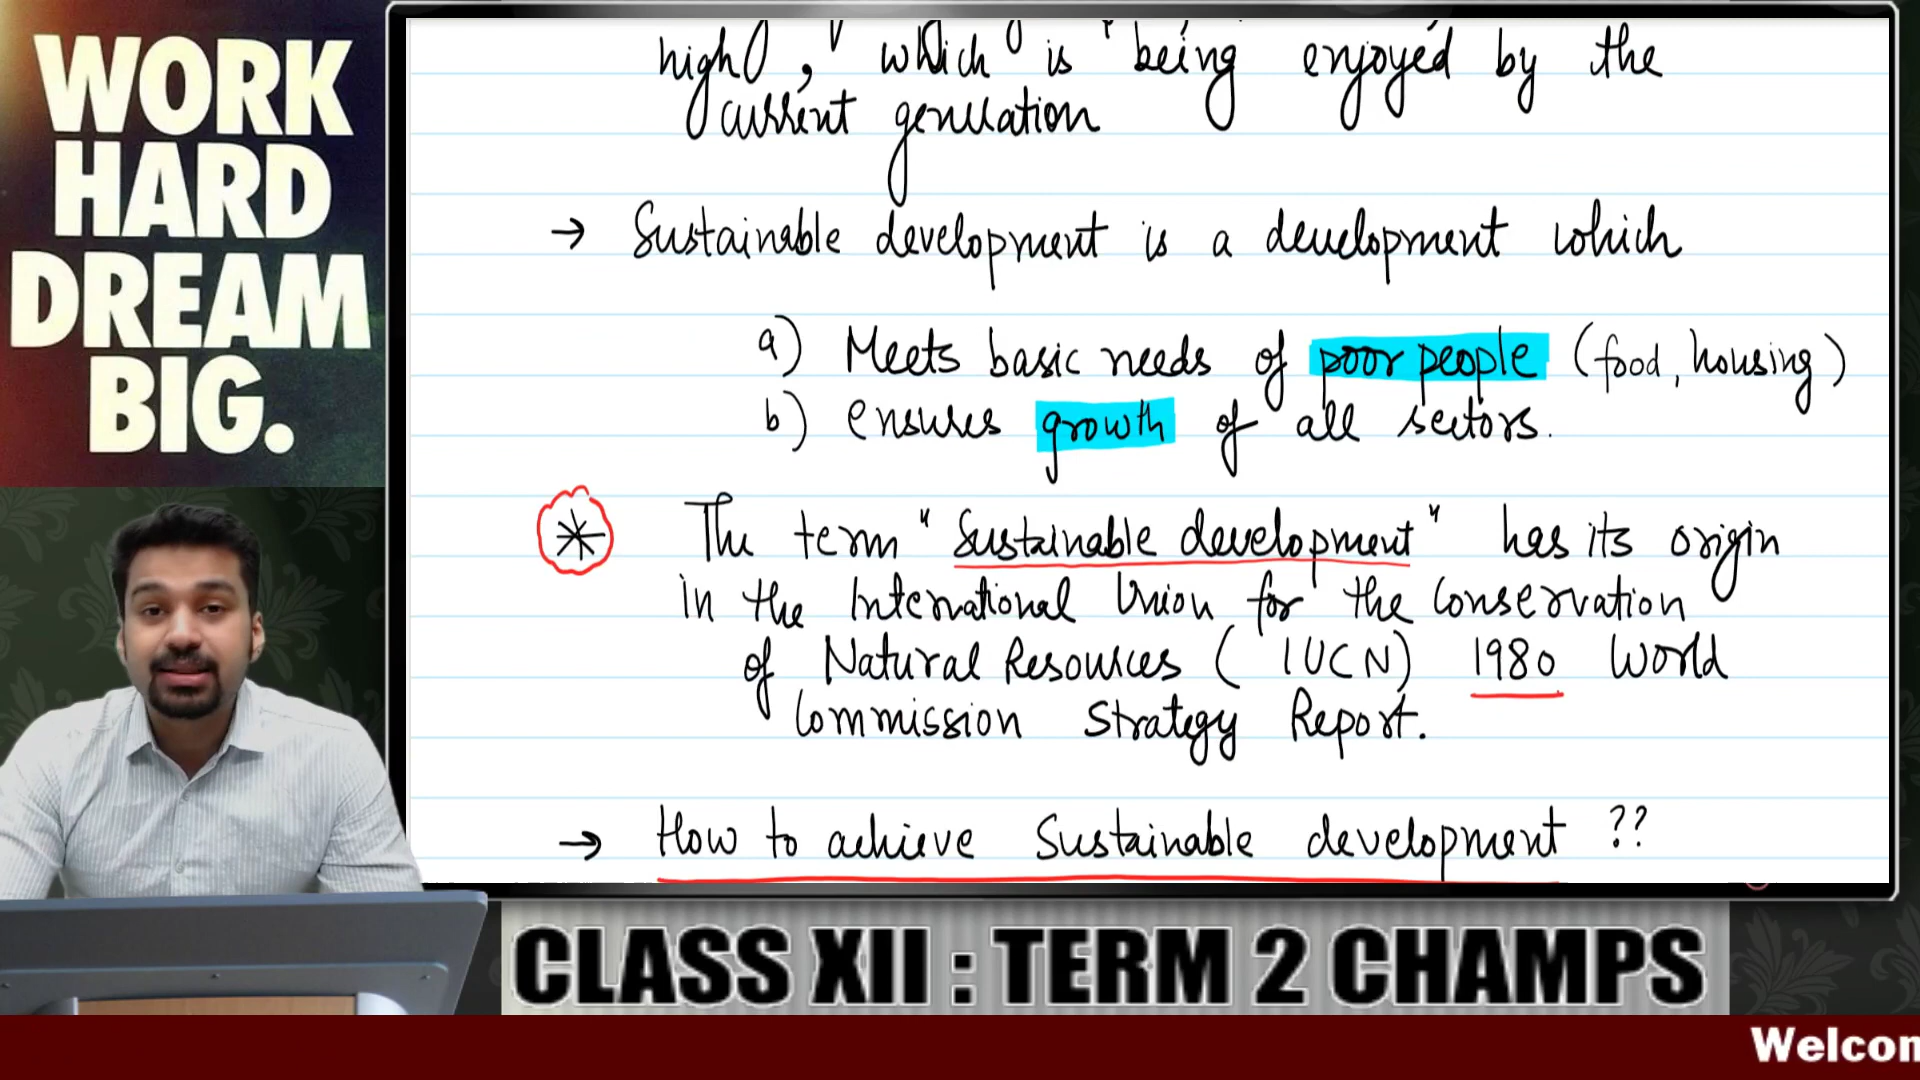 WORK
HARD
DREAM
BIG.
high, which is being enjoyed by the
current generation
→ Sustainable development is a development which
a) Meets basic needs of poor people (food, housing)
b) ensures growth of all sectors.
* The term "Sustainable development" has its origin
in the International Union for the Conservation
of Natural Resources (IUCN) 1980 World
Commission Strategy Report.
→ How to achieve Sustainable development ??
CLASS XII : TERM 2 CHAMPS
Welcom